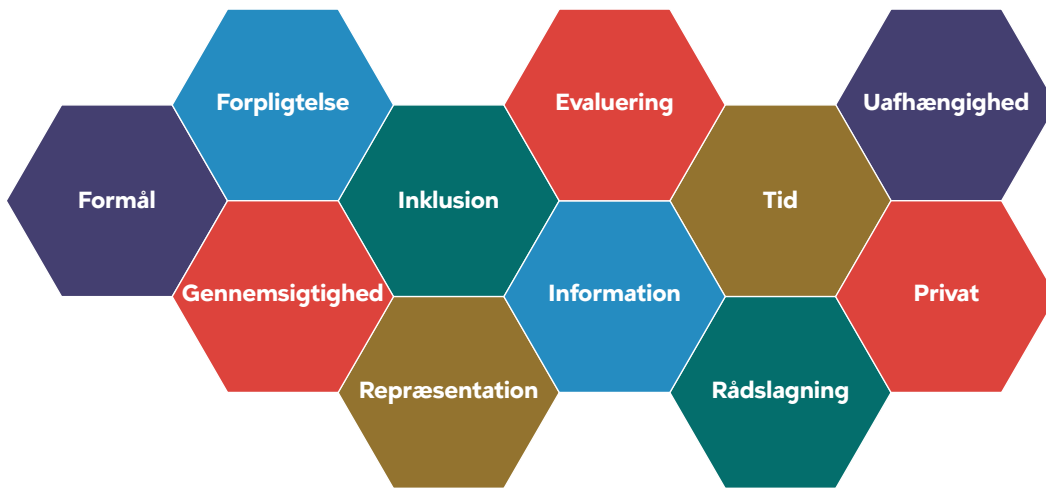 Forpligtelse
Evaluering
Uafhængighed
Formål
Inklusion
Tid
Gennemsigtighed
Information
Privat
Repræsentation
Rådslagning